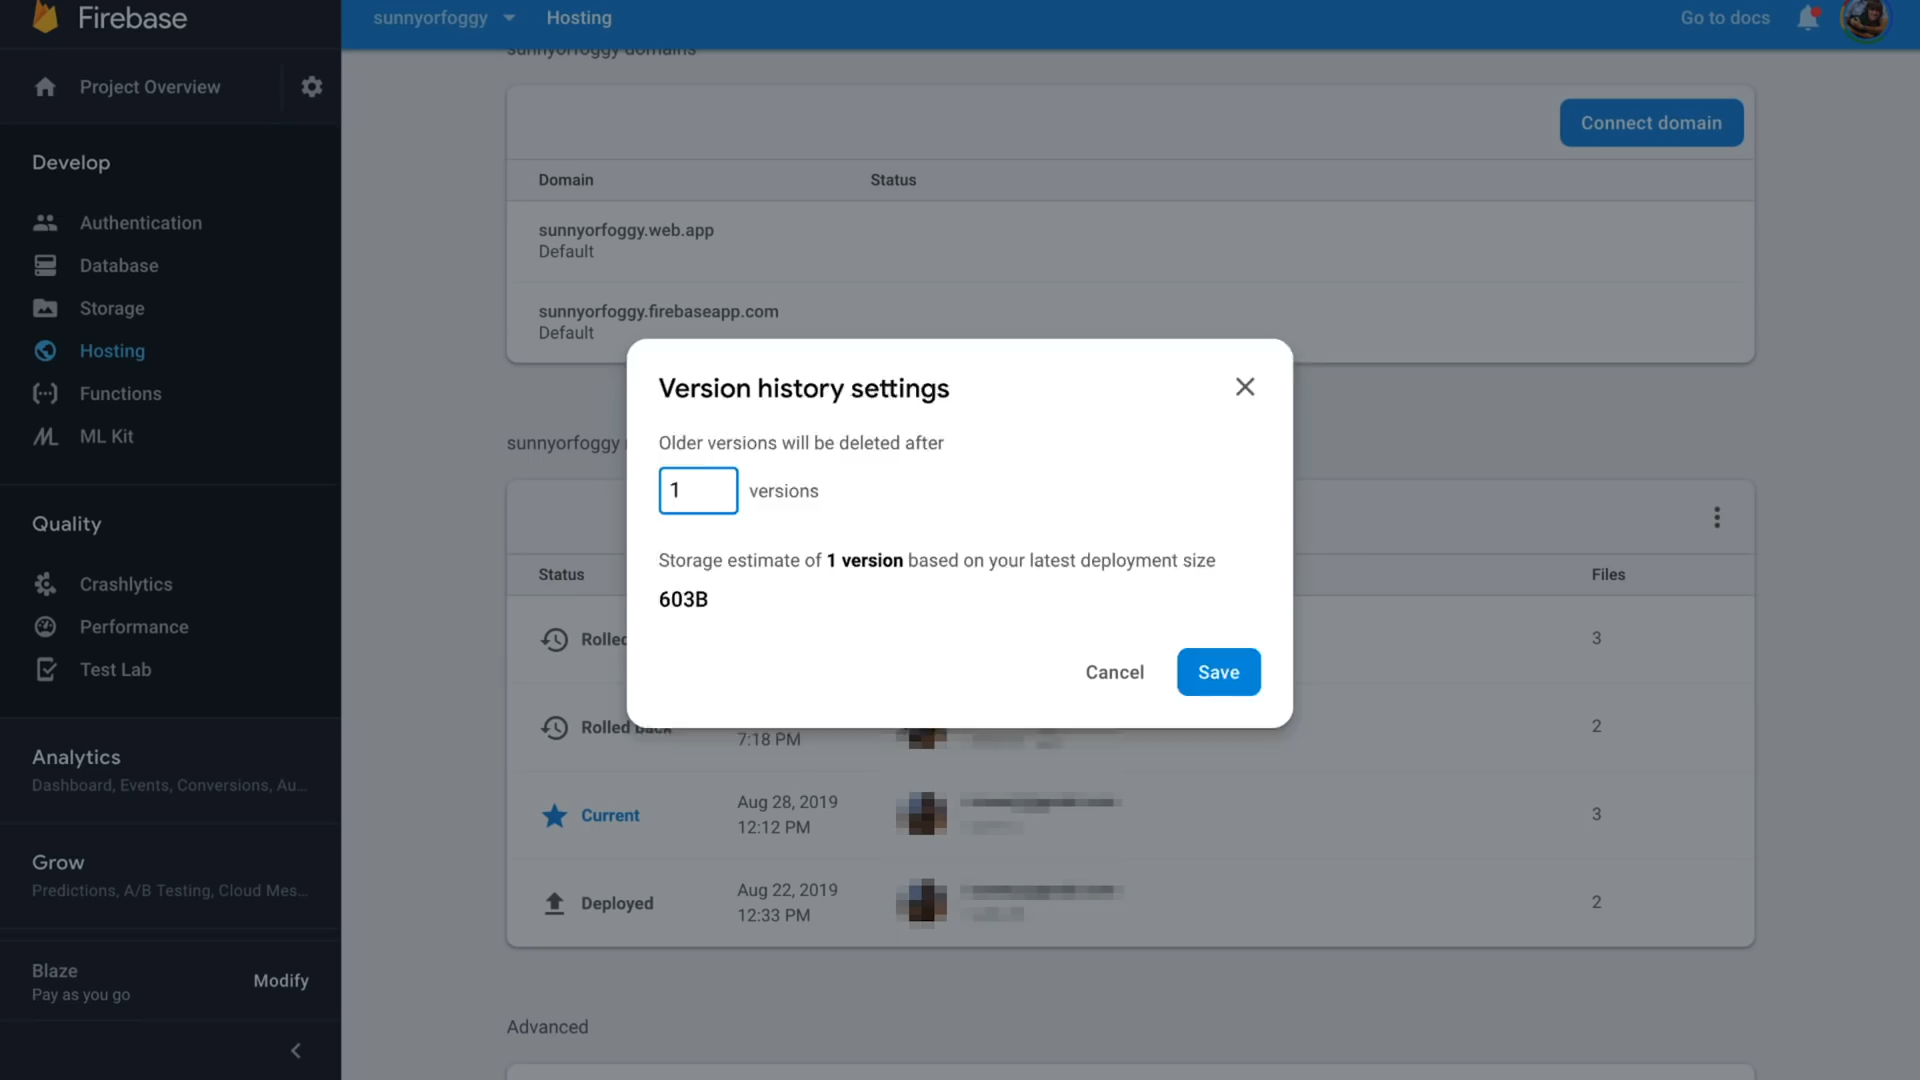 Firebase
sunnyorfoggy
Hosting
Go to docs
Project Overview
Develop
Authentication
Database
Storage
Hosting
Functions
ML Kit
Quality
Crashlytics
Performance
Test Lab
Analytics
Dashboard, Events, Conversions, Au...
Grow
Predictions, A/B Testing, Cloud Mes...
Blaze
Pay as you go
Modify
sunnyorfoggy domains
Connect domain
Domain Status
sunnyorfoggy.web.app
Default
sunnyorfoggy.firebaseapp.com
Default
sunnyorfoggy
Version history settings
Older versions will be deleted after
1 versions
Storage estimate of 1 version based on your latest deployment size
603B
Cancel Save
Status Files
Rolled 3
Rolled back 7:18 PM 2
Current Aug 28, 2019 3
12:12 PM
Deployed Aug 22, 2019 2
12:33 PM
Advanced